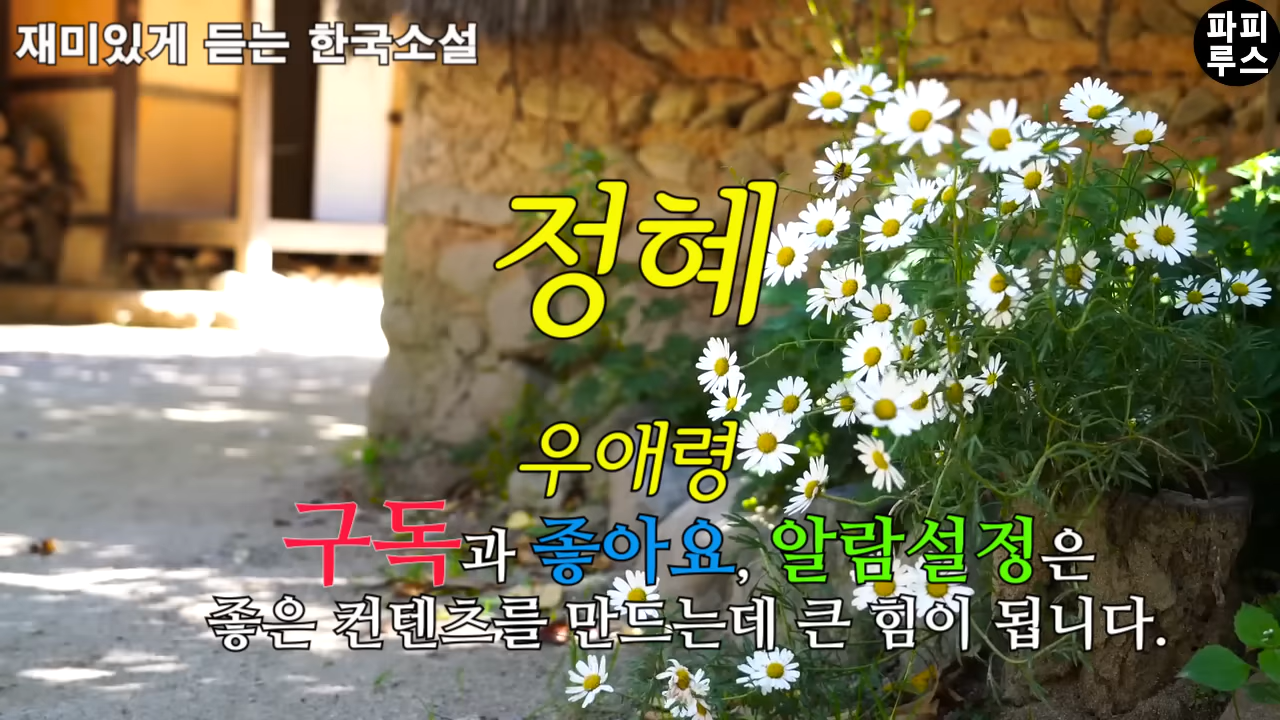 재미있게 듣는 한국소설
파피
루스
정혜
우애령
구독과 좋아요, 알람설정은
좋은 컨텐츠를 만드는데 큰 힘이 됩니다.